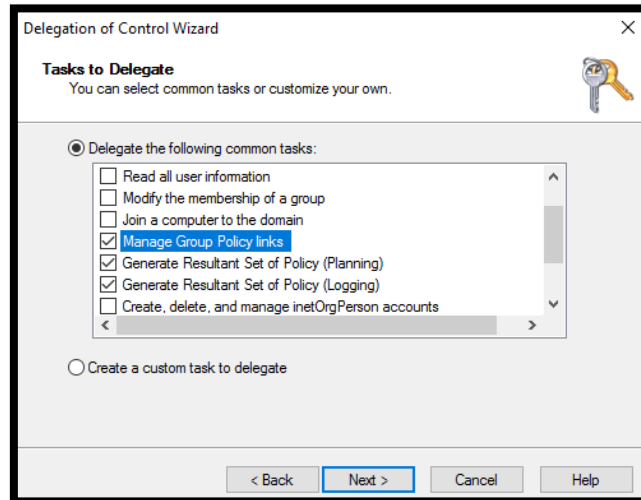 Delegation of Control Wizard
Tasks to Delegate
You can select common tasks or customize your own.
Delegate the following common tasks:
Read all user information
Modify the membership of a group
Join a computer to the domain
Manage Group Policy links
Generate Resultant Set of Policy (Planning)
Generate Resultant Set of Policy (Logging)
Create, delete, and manage inetOrgPerson accounts
Create a custom task to delegate
< Back Next > Cancel Help